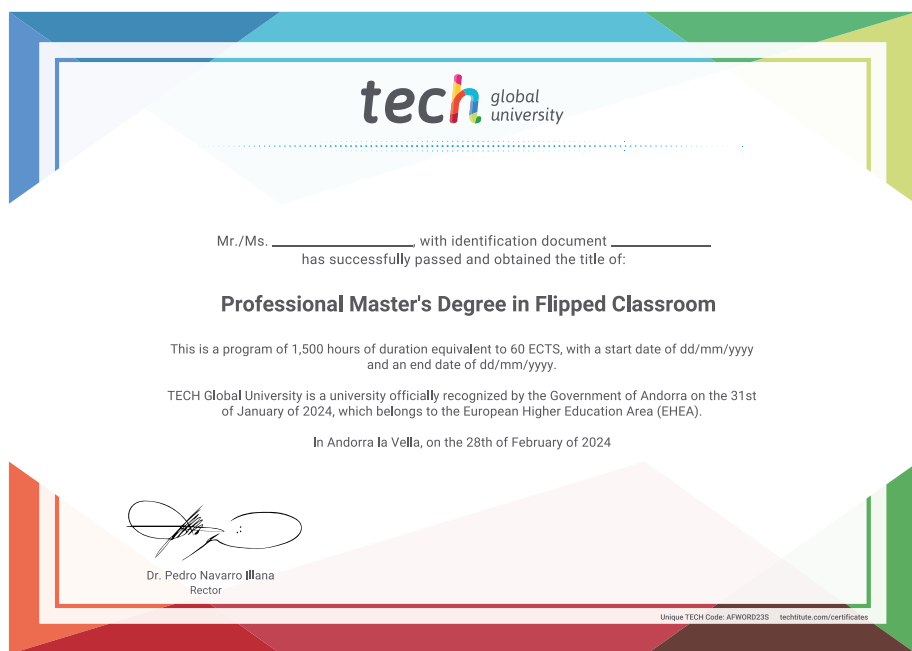 tech global university
Mr./Ms. ____________________, with identification document ______________
has successfully passed and obtained the title of:
Professional Master's Degree in Flipped Classroom
This is a program of 1,500 hours of duration equivalent to 60 ECTS, with a start date of dd/mm/yyyy
and an end date of dd/mm/yyyy.
TECH Global University is a university officially recognized by the Government of Andorra on the 31st
of January of 2024, which belongs to the European Higher Education Area (EHEA).
In Andorra la Vella, on the 28th of February of 2024
Dr. Pedro Navarro Illana
Rector
Unique TECH Code: AFWORD23S techtitute.com/certificates